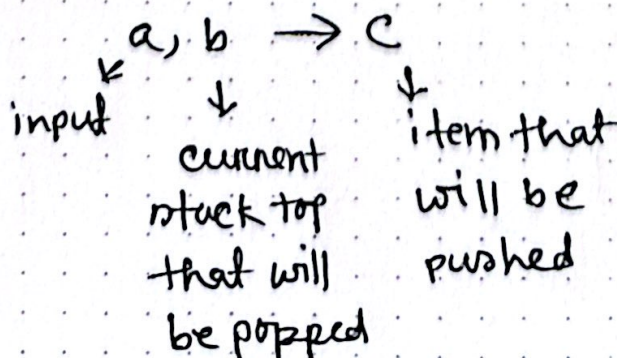 a, b → c
input
current
stack top
that will
be popped
item that
will be
pushed